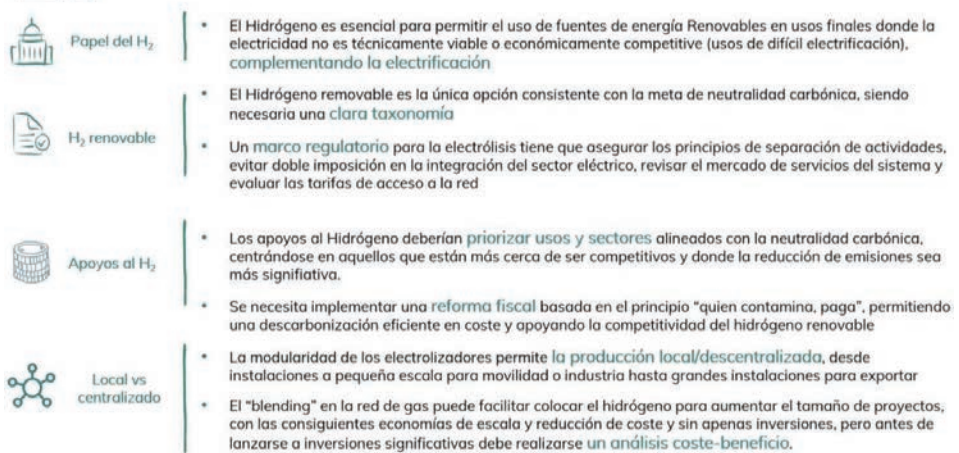 Papel del H₂
• El Hidrógeno es esencial para permitir el uso de fuentes de energía Renovables en usos finales donde la
electricidad no es técnicamente viable o económicamente competitive (usos de difícil electrificación),
complementando la electrificación
H₂ renovable
• El Hidrógeno removable es la única opción consistente con la meta de neutralidad carbónica, siendo
necesaria una clara taxonomía
• Un marco regulatorio para la electrólisis tiene que asegurar los principios de separación de actividades,
evitar doble imposición en la integración del sector eléctrico, revisar el mercado de servicios del sistema y
evaluar las tarifas de acceso a la red
Apoyos al H₂
• Los apoyos al Hidrógeno deberían priorizar usos y sectores alineados con la neutralidad carbónica,
centrándose en aquellos que están más cerca de ser competitivos y donde la reducción de emisiones sea
más signifiativa.
• Se necesita implementar una reforma fiscal basada en el principio “quien contamina, paga”, permitiendo
una descarbonización eficiente en coste y apoyando la competitividad del hidrógeno renovable
Local vs
centralizado
• La modularidad de los electrolizadores permite la producción local/descentralizada, desde
instalaciones a pequeña escala para movilidad o industria hasta grandes instalaciones para exportar
• El “blending” en la red de gas puede facilitar colocar el hidrógeno para aumentar el tamaño de proyectos,
con las consiguientes economías de escala y reducción de coste y sin apenas inversiones, pero antes de
lanzarse a inversiones significativas debe realizarse un análisis coste-beneficio.